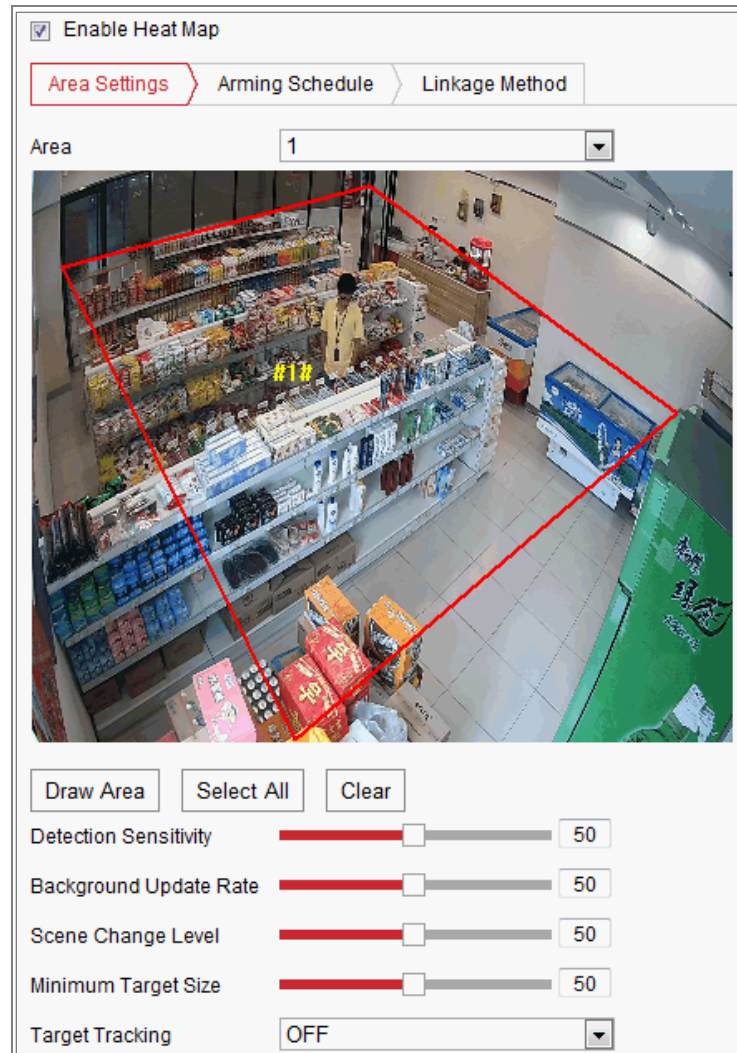 Enable Heat Map
Area Settings
Arming Schedule
Linkage Method
Area
1
#1#
Draw Area
Select All
Clear
Detection Sensitivity
50
Background Update Rate
50
Scene Change Level
50
Minimum Target Size
50
Target Tracking
OFF